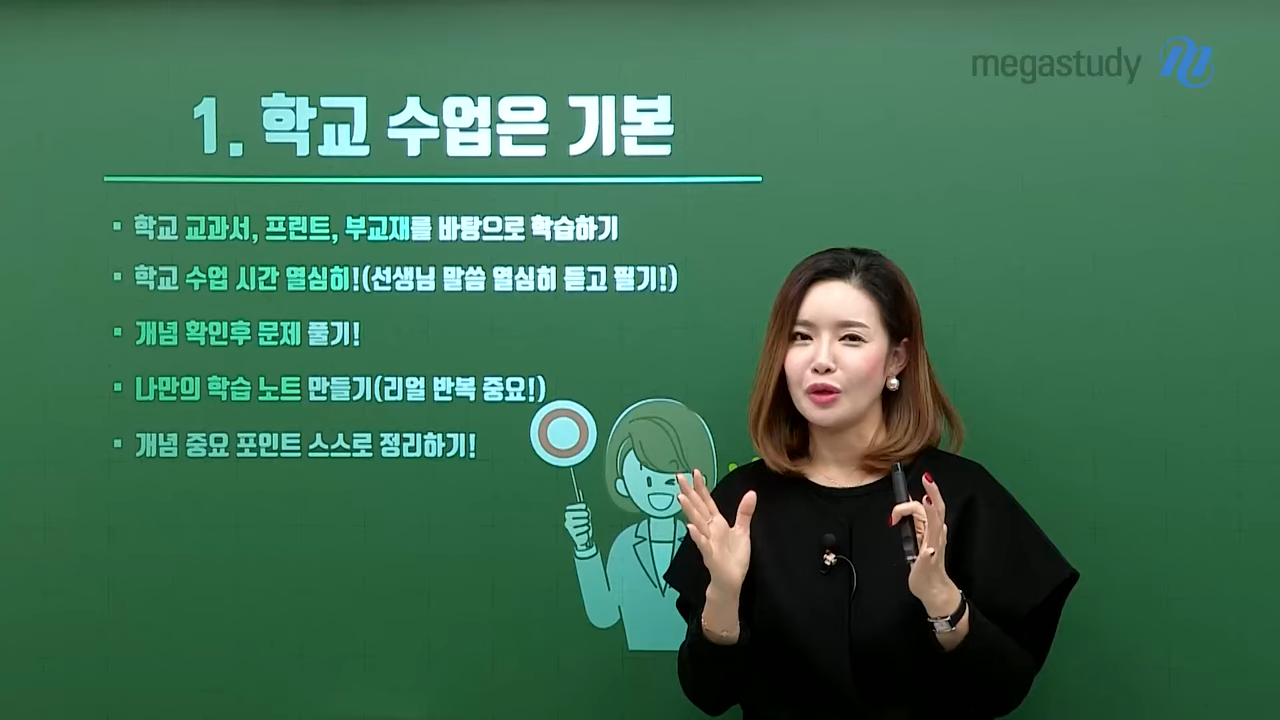 megastudy
1. 학교 수업은 기본
▪ 학교 교과서, 프린트, 부교재를 바탕으로 학습하기
▪ 학교 수업 시간 열심히!(선생님 말씀 열심히 듣고 필기!)
▪ 개념 확인후 문제 풀기!
▪ 나만의 학습 노트 만들기(리얼 반복 중요!)
▪ 개념 중요 포인트 스스로 정리하기!